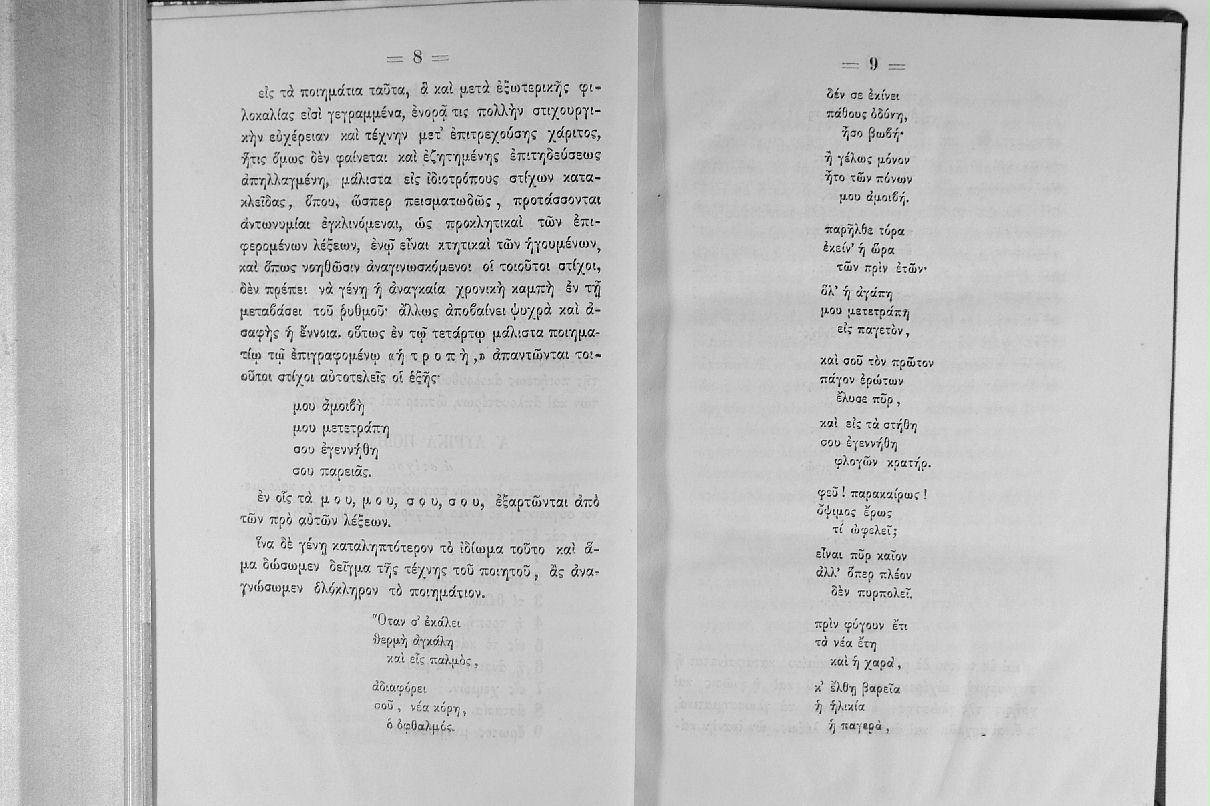 = 8 =
εἰς τὰ ποιημάτια ταῦτα, ἃ καὶ μετὰ ἐξωτερικῆς φι-
λοκαλίας εἰσὶ γεγραμμένα, ἐνορᾷ τις πολλὴν στιχουργι-
κὴν εὐχέρειαν καὶ τέχνην μετ’ ἐπιτρεχούσης χάριτος,
ἥτις ὅμως δὲν φαίνεται καὶ ἐζητημένης ἐπιτηδεύσεως
ἀπηλλαγμένη, μάλιστα εἰς ἰδιοτρόπους στίχων κατα-
κλεῖδας, ὅπου, ὥσπερ πεισματωδῶς, προτάσσονται
ἀντωνυμίαι ἐγκλινόμεναι, ὡς προκλητικαὶ τῶν ἐπι-
φερομένων λέξεων, ἐνῷ εἶναι κτητικαὶ τῶν ἡγουμένων,
καὶ ὅπως νοηθῶσιν ἀναγινωσκόμενοι οἱ τοιοῦτοι στίχοι,
δὲν πρέπει νὰ γένῃ ἡ ἀναγκαία χρονικὴ καμπὴ ἐν τῇ
μεταβάσει τοῦ ῥυθμοῦ· ἄλλως ἀποβαίνει ψυχρὰ καὶ ἀ-
σαφὴς ἡ ἔννοια. οὕτως ἐν τῷ τετάρτῳ μάλιστα ποιημα-
τίῳ τῷ ἐπιγραφομένῳ «ἡ τροπὴ,» ἀπαντῶνται τοι-
οῦτοι στίχοι αὐτοτελεῖς οἱ ἑξῆς·
μου ἀμοιβὴ
μου μετετράπη
σου ἐγεννήθη
σου παρειᾶς.
ἐν οἷς τὰ μου, μου, σου, σου, ἐξαρτῶνται ἀπὸ
τῶν πρὸ αὐτῶν λέξεων.
ἵνα δὲ γένῃ καταληπτότερον τὸ ἰδίωμα τοῦτο καὶ ἅ-
μα δώσωμεν δεῖγμα τῆς τέχνης τοῦ ποιητοῦ, ἂς ἀνα-
γνώσωμεν ὁλόκληρον τὸ ποιημάτιον.
Ὅταν σ’ ἐκάλει
θερμὴ ἀγκάλη
καὶ εἷς παλμὸς,
ἀδιαφόρει
σοῦ, νέα κόρη,
ὁ ὀφθαλμός.
= 9 =
δέν σε ἐκίνει
πάθους ὀδύνη,
ἦσο βωβή·
ἢ γέλως μόνον
ἦτο τῶν πόνων
μου ἀμοιβή.
παρῆλθε τόρα
ἐκείν’ ἡ ὥρα
τῶν πρὶν ἐτῶν·
ὅλ’ ἡ ἀγάπη
μου μετετράπη
εἰς παγετὸν,
καὶ σοῦ τὸν πρῶτον
πάγον ἐρώτων
ἔλυσε πῦρ,
καὶ εἰς τὰ στήθη
σου ἐγεννήθη
φλογῶν κρατήρ.
φεῦ! παρακαίρως!
ὄψιμος ἔρως
τί ὠφελεῖ;
εἶναι πῦρ καῖον
ἀλλ’ ὅπερ πλέον
δὲν πυρπολεῖ.
πρὶν φύγουν ἔτι
τὰ νέα ἔτη
καὶ ἡ χαρὰ,
κ’ ἔλθῃ βαρεῖα
ἡ ἡλικία
ἡ παγερὰ,